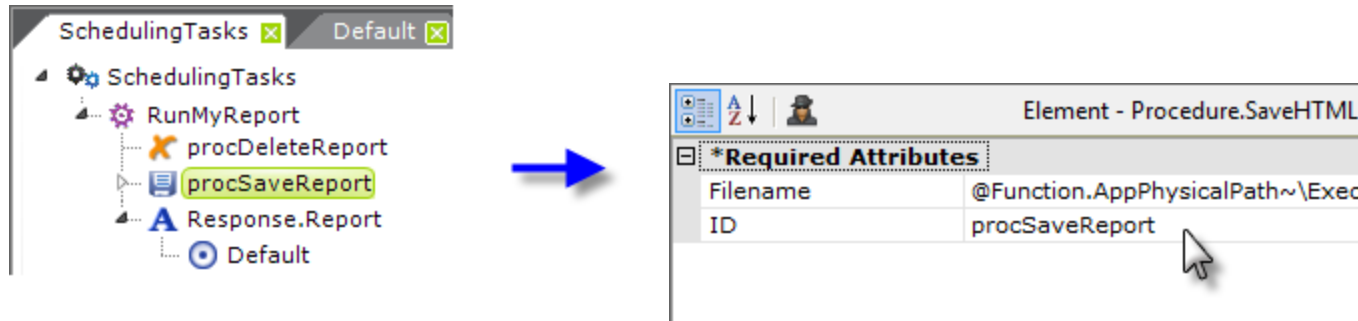 SchedulingTasks Default
SchedulingTasks
RunMyReport
procDeleteReport
procSaveReport
Response.Report
Default
Element - Procedure.SaveHTML
*Required Attributes
Filename @Function.AppPhysicalPath~\Exec
ID procSaveReport